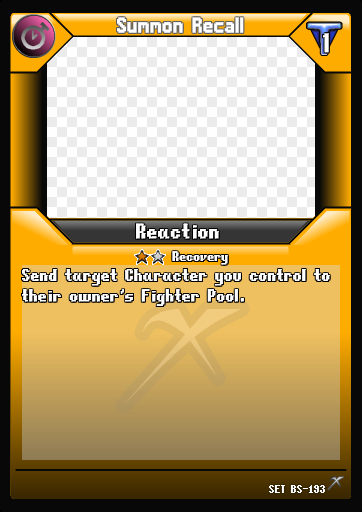 Summon Recall
1
Reaction
Recovery
Send target Character you control to
their owner's Fighter Pool.
SET BS-193